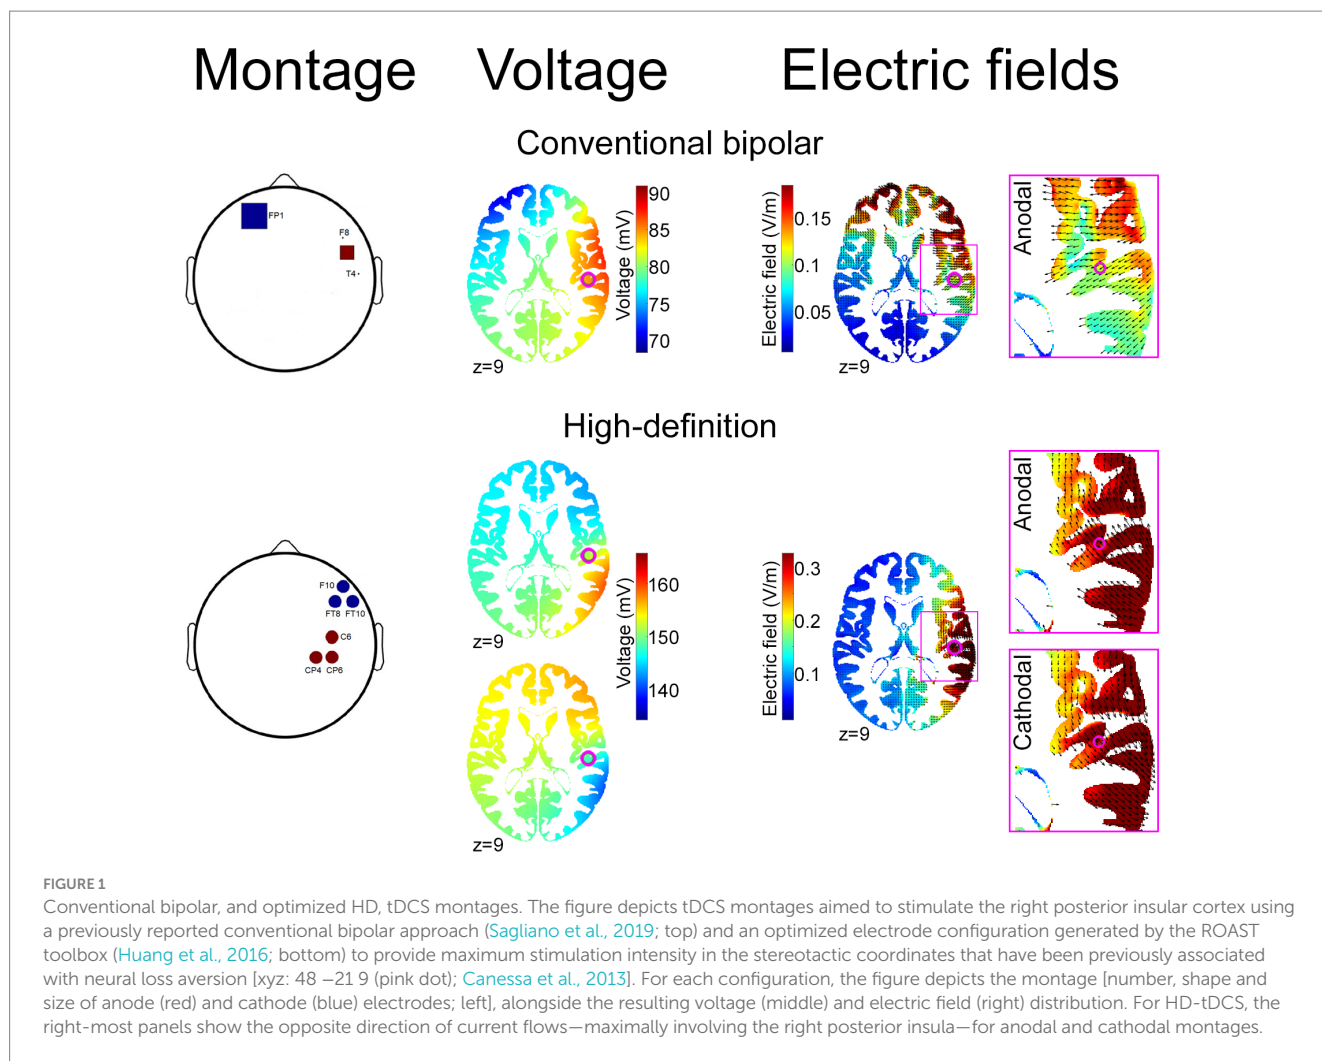 Montage Voltage Electric fields
Conventional bipolar
FP1
F8
T4
z=9
Voltage (mV)
90
85
80
75
70
Electric field (V/m)
0.15
0.1
0.05
z=9
Anodal
High-definition
F10
FT8 FT10
C6
CP4 CP6
z=9
z=9
Voltage (mV)
160
150
140
Electric field (V/m)
0.3
0.2
0.1
z=9
Anodal
Cathodal
FIGURE 1
Conventional bipolar, and optimized HD, tDCS montages. The figure depicts tDCS montages aimed to stimulate the right posterior insular cortex using
a previously reported conventional bipolar approach (Sagliano et al., 2019; top) and an optimized electrode configuration generated by the ROAST
toolbox (Huang et al., 2016; bottom) to provide maximum stimulation intensity in the stereotactic coordinates that have been previously associated
with neural loss aversion [xyz: 48 −21 9 (pink dot); Canessa et al., 2013]. For each configuration, the figure depicts the montage [number, shape and
size of anode (red) and cathode (blue) electrodes; left], alongside the resulting voltage (middle) and electric field (right) distribution. For HD-tDCS, the
right-most panels show the opposite direction of current flows—maximally involving the right posterior insula—for anodal and cathodal montages.